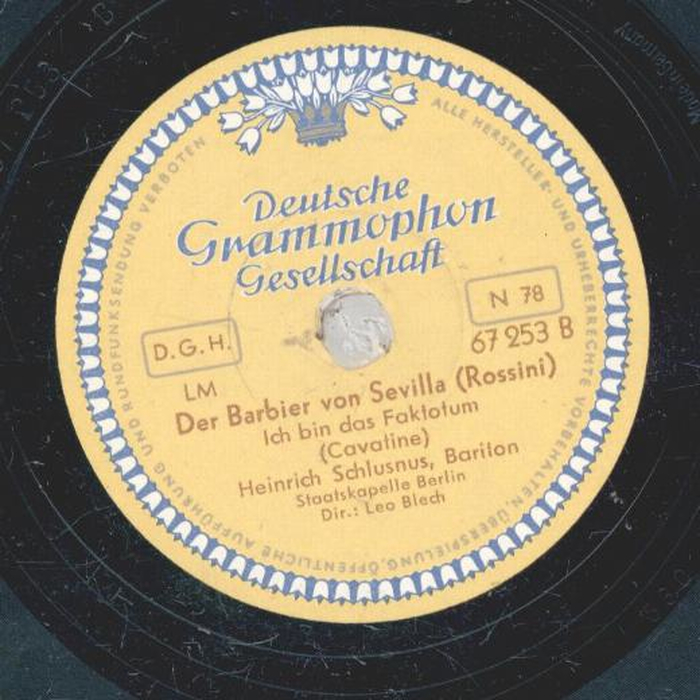 ALLE HERSTELLER- UND URHEBERRECHTE VORBEHALTEN. ÜBERSPIELUNG, ÖFFENTLICHE AUFFÜHRUNG UND RUNDFUNKSENDUNG VERBOTEN
Deutsche
Grammophon
Gesellschaft
N 78
D.G.H.
67 253 B
LM
Der Barbier von Sevilla (Rossini)
Ich bin das Faktotum
(Cavatine)
Heinrich Schlusnus, Bariton
Staatskapelle Berlin
Dir.: Leo Blech